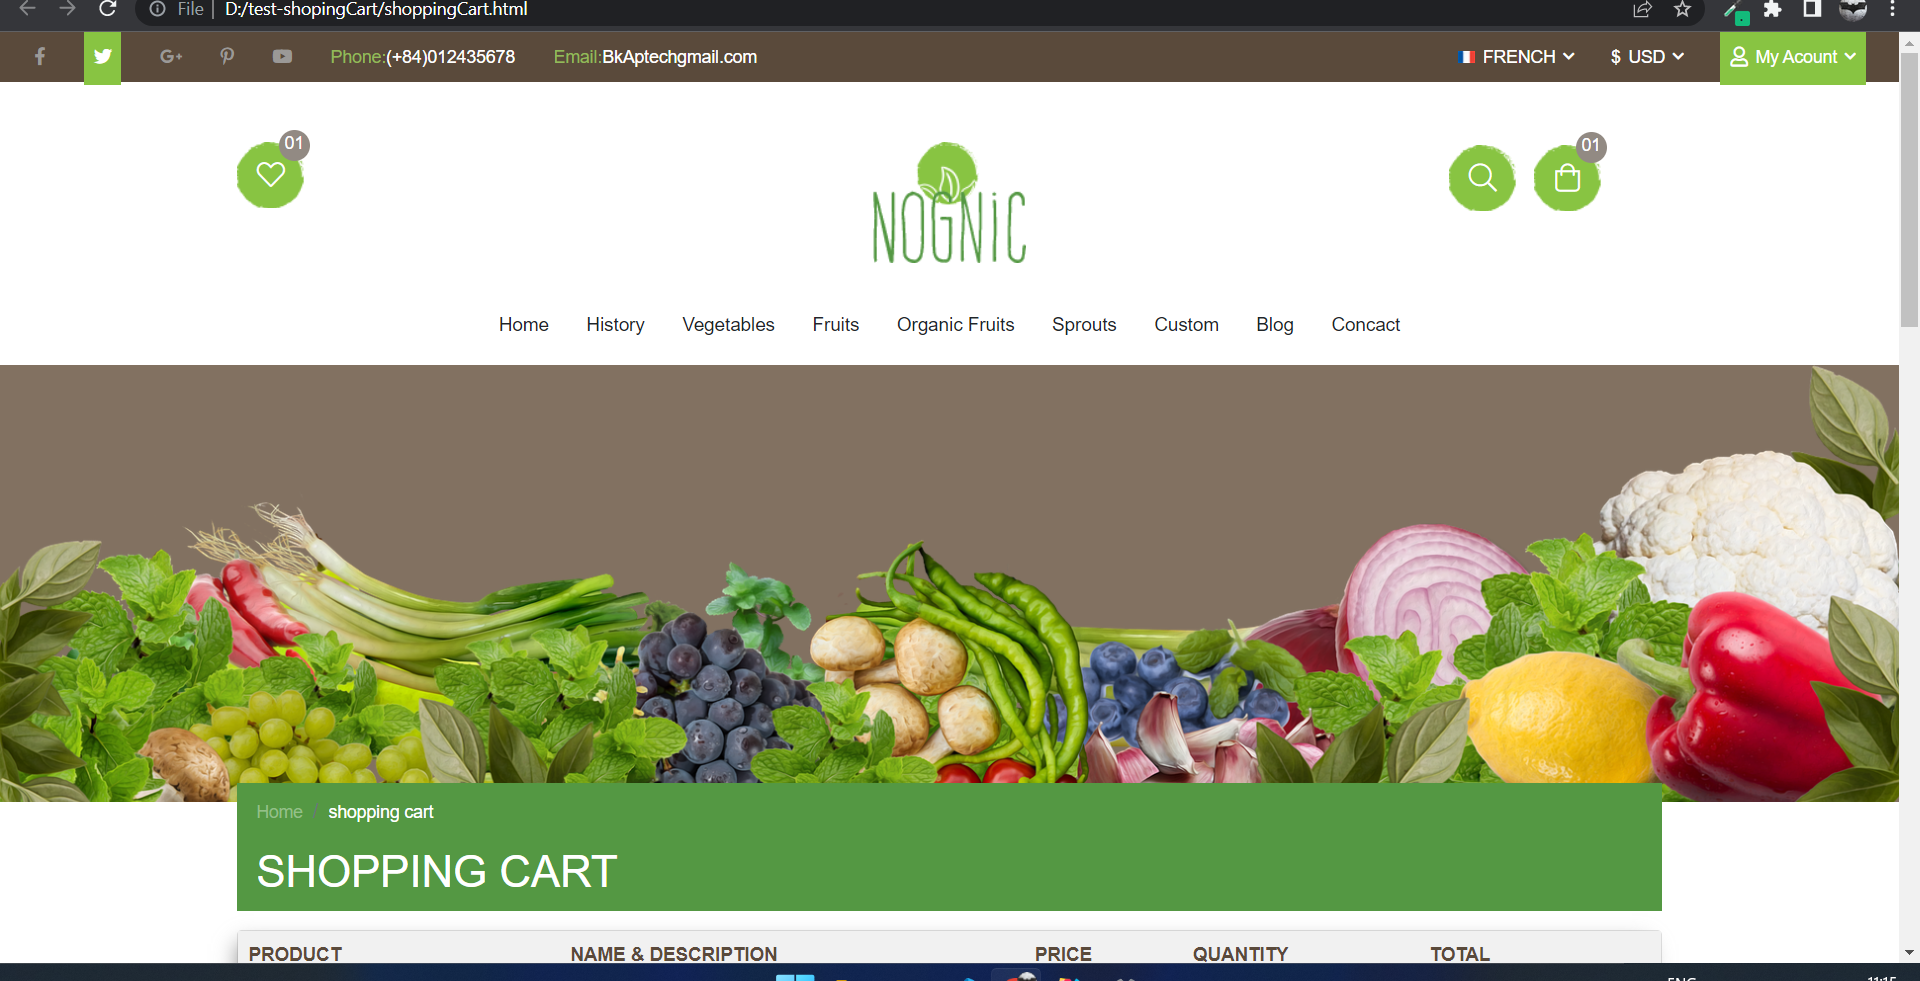 File | D:/test-shopingCart/shoppingCart.html
Phone:(+84)012435678 Email:BkAptechgmail.com FRENCH $ USD My Acount
01 01
NOGNiC
Home History Vegetables Fruits Organic Fruits Sprouts Custom Blog Concact
Home / shopping cart
SHOPPING CART
PRODUCT NAME & DESCRIPTION PRICE QUANTITY TOTAL